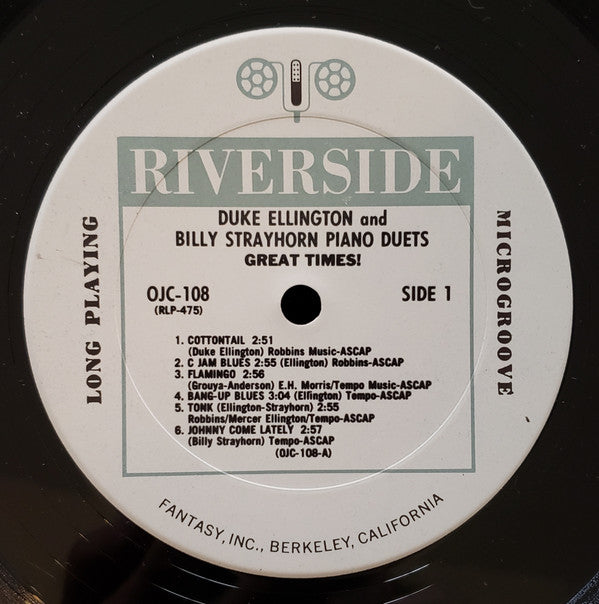 RIVERSIDE
DUKE ELLINGTON and
BILLY STRAYHORN PIANO DUETS
GREAT TIMES!
OJC-108
(RLP-475)
SIDE 1
LONG PLAYING
MICROGROOVE
1. COTTONTAIL 2:51
(Duke Ellington) Robbins Music-ASCAP
2. C JAM BLUES 2:55 (Ellington) Robbins-ASCAP
3. FLAMINGO 2:56
(Grouya-Anderson) E.H. Morris/Tempo Music-ASCAP
4. BANG-UP BLUES 3:04 (Ellington) Tempo-ASCAP
5. TONK (Ellington-Strayhorn) 2:55
Robbins/Mercer Ellington/Tempo-ASCAP
6. JOHNNY COME LATELY 2:57
(Billy Strayhorn) Tempo-ASCAP
(OJC-108-A)
FANTASY, INC., BERKELEY, CALIFORNIA